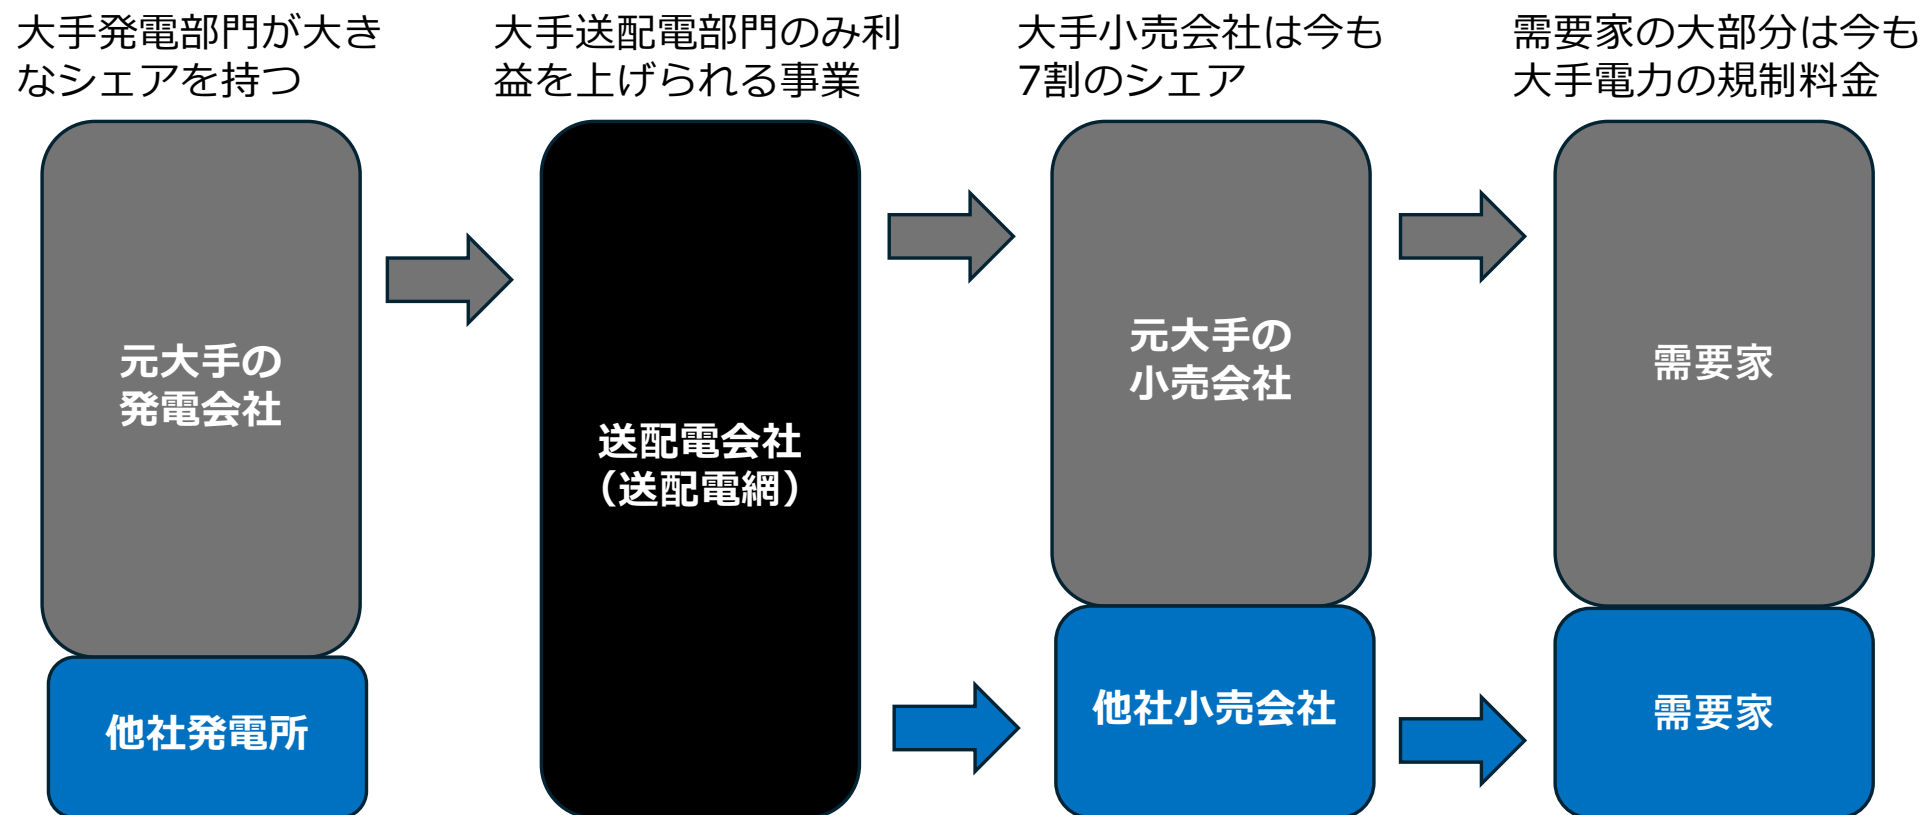 大手発電部門が大き
なシェアを持つ
大手送配電部門のみ利
益を上げられる事業
大手小売会社は今も
7割のシェア
需要家の大部分は今も
大手電力の規制料金
元大手の
発電会社
他社発電所
送配電会社
（送配電網）
元大手の
小売会社
他社小売会社
需要家
需要家